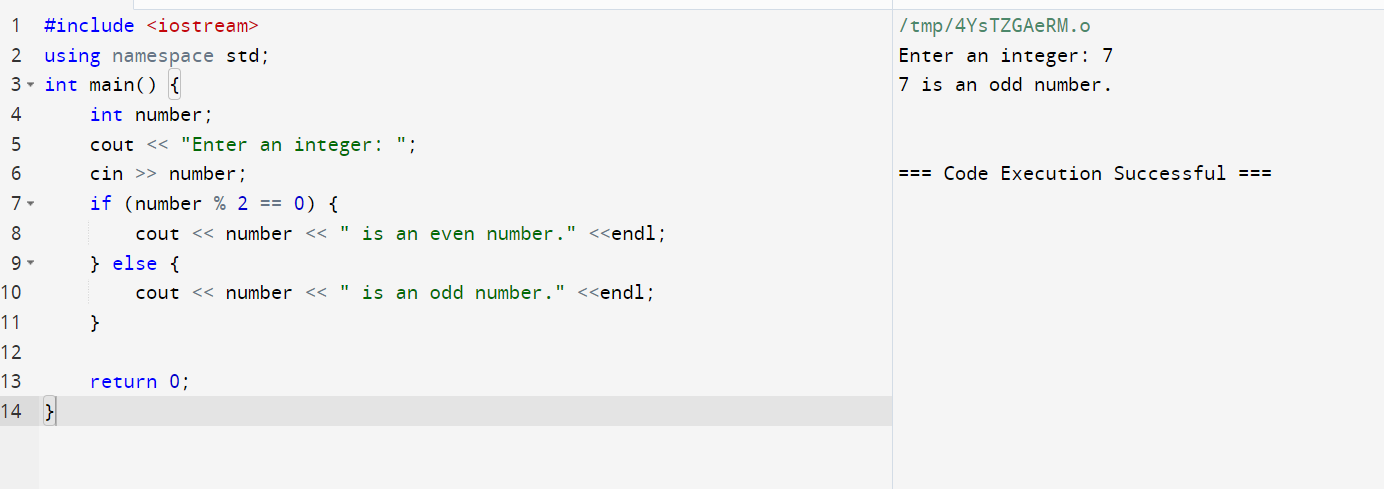 1 #include <iostream>
2 using namespace std;
3 int main() {
4     int number;
5     cout << "Enter an integer: ";
6     cin >> number;
7     if (number % 2 == 0) {
8         cout << number << " is an even number." <<endl;
9     } else {
10         cout << number << " is an odd number." <<endl;
11     }
12
13     return 0;
14 }
/tmp/4YsTZGAeRM.o
Enter an integer: 7
7 is an odd number.
=== Code Execution Successful ===